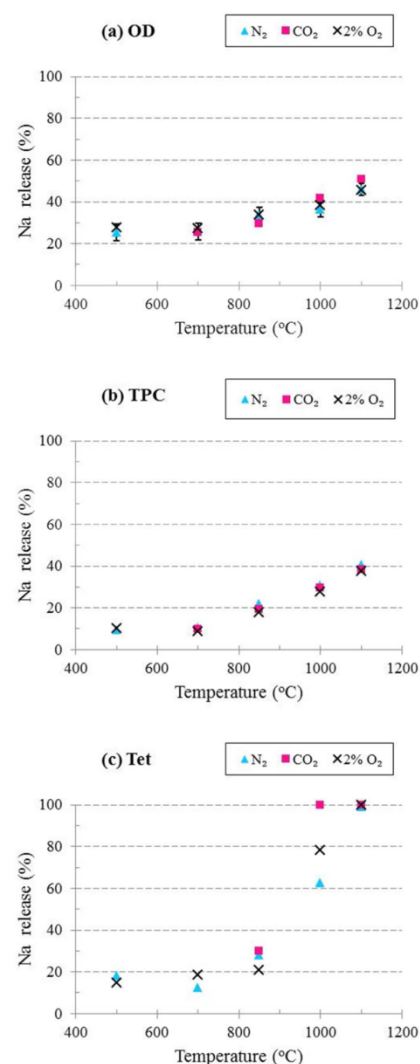 (a) OD
N₂ CO₂ 2% O₂
100
80
60
40
20
0
Na release (%)
400 600 800 1000 1200
Temperature (ºC)
(b) TPC
N₂ CO₂ 2% O₂
100
80
60
40
20
0
Na release (%)
400 600 800 1000 1200
Temperature (ºC)
(c) Tet
N₂ CO₂ 2% O₂
100
80
60
40
20
0
Na release (%)
400 600 800 1000 1200
Temperature (ºC)